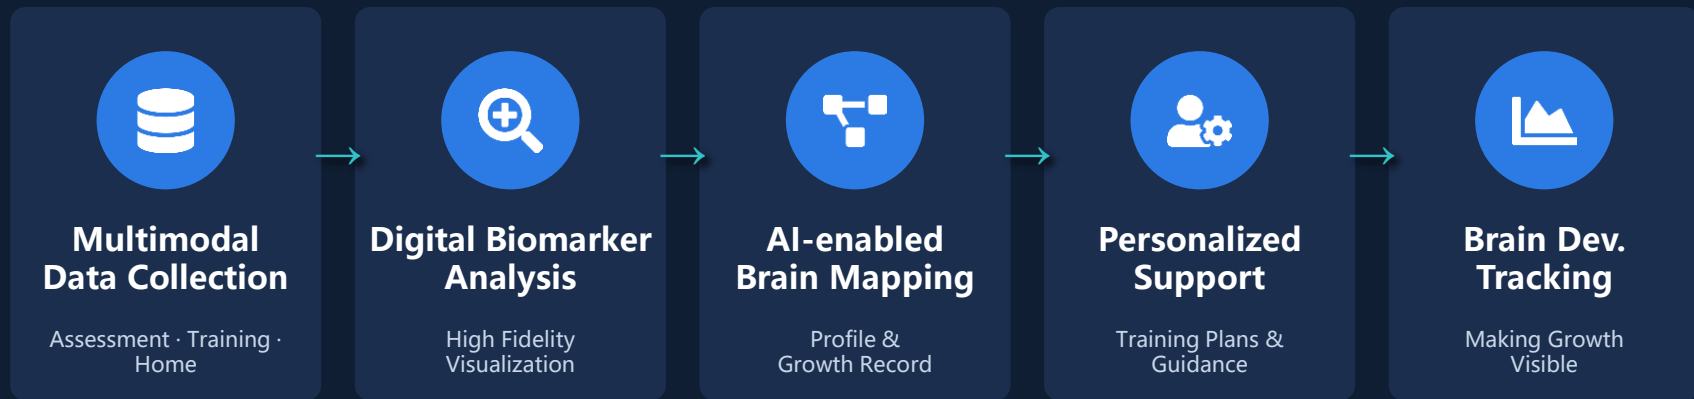 Multimodal
Data Collection
Assessment · Training ·
Home
Digital Biomarker
Analysis
High Fidelity
Visualization
AI-enabled
Brain Mapping
Profile &
Growth Record
Personalized
Support
Training Plans &
Guidance
Brain Dev.
Tracking
Making Growth
Visible